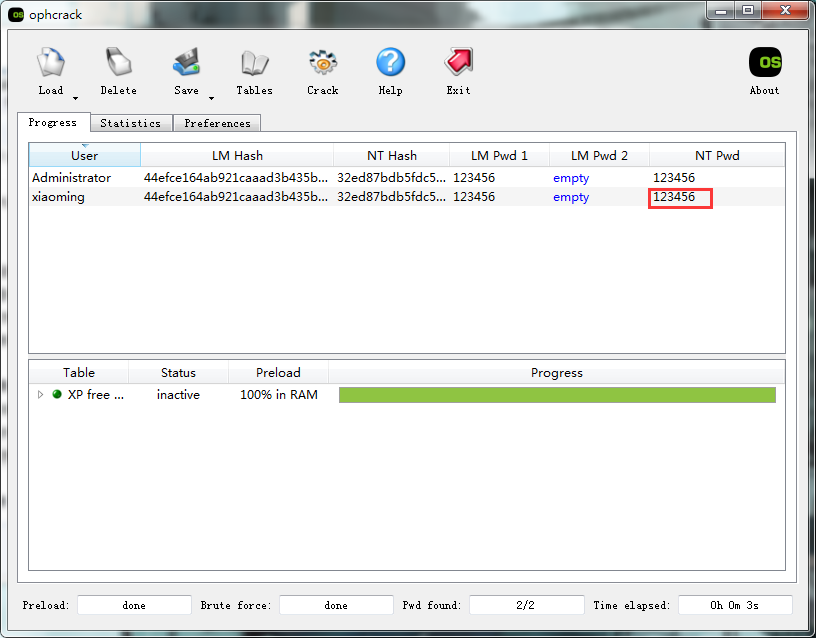 ophcrack
Load Delete Save Tables Crack Help Exit OS About
Progress Statistics Preferences
User LM Hash NT Hash LM Pwd 1 LM Pwd 2 NT Pwd
Administrator 44efce164ab921caaad3b435b... 32ed87bdb5fdc5... 123456 empty 123456
xiaoming 44efce164ab921caaad3b435b... 32ed87bdb5fdc5... 123456 empty 123456
Table Status Preload Progress
XP free ... inactive 100% in RAM
Preload: done Brute force: done Pwd found: 2/2 Time elapsed: 0h 0m 3s